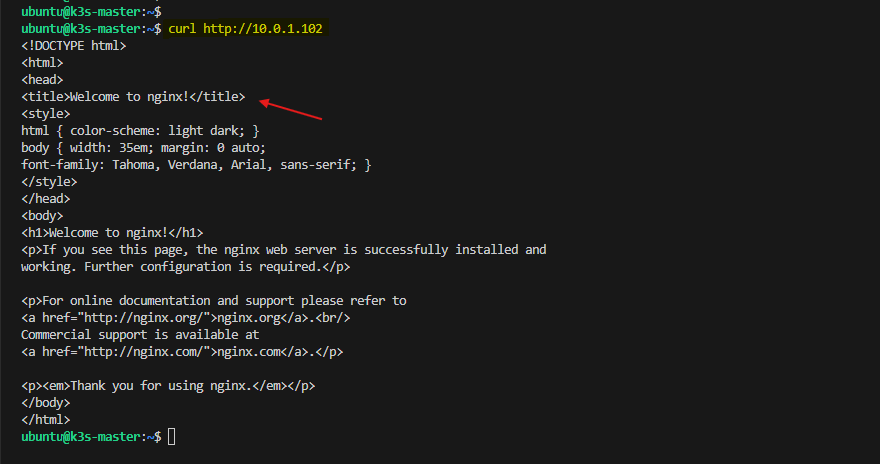 ubuntu@k3s-master:~$
ubuntu@k3s-master:~$ curl http://10.0.1.102
<!DOCTYPE html>
<html>
<head>
<title>Welcome to nginx!</title>
<style>
html { color-scheme: light dark; }
body { width: 35em; margin: 0 auto;
font-family: Tahoma, Verdana, Arial, sans-serif; }
</style>
</head>
<body>
<h1>Welcome to nginx!</h1>
<p>If you see this page, the nginx web server is successfully installed and
working. Further configuration is required.</p>

<p>For online documentation and support please refer to
<a href="http://nginx.org/">nginx.org</a>.<br/>
Commercial support is available at
<a href="http://nginx.com/">nginx.com</a>.</p>

<p><em>Thank you for using nginx.</em></p>
</body>
</html>
ubuntu@k3s-master:~$